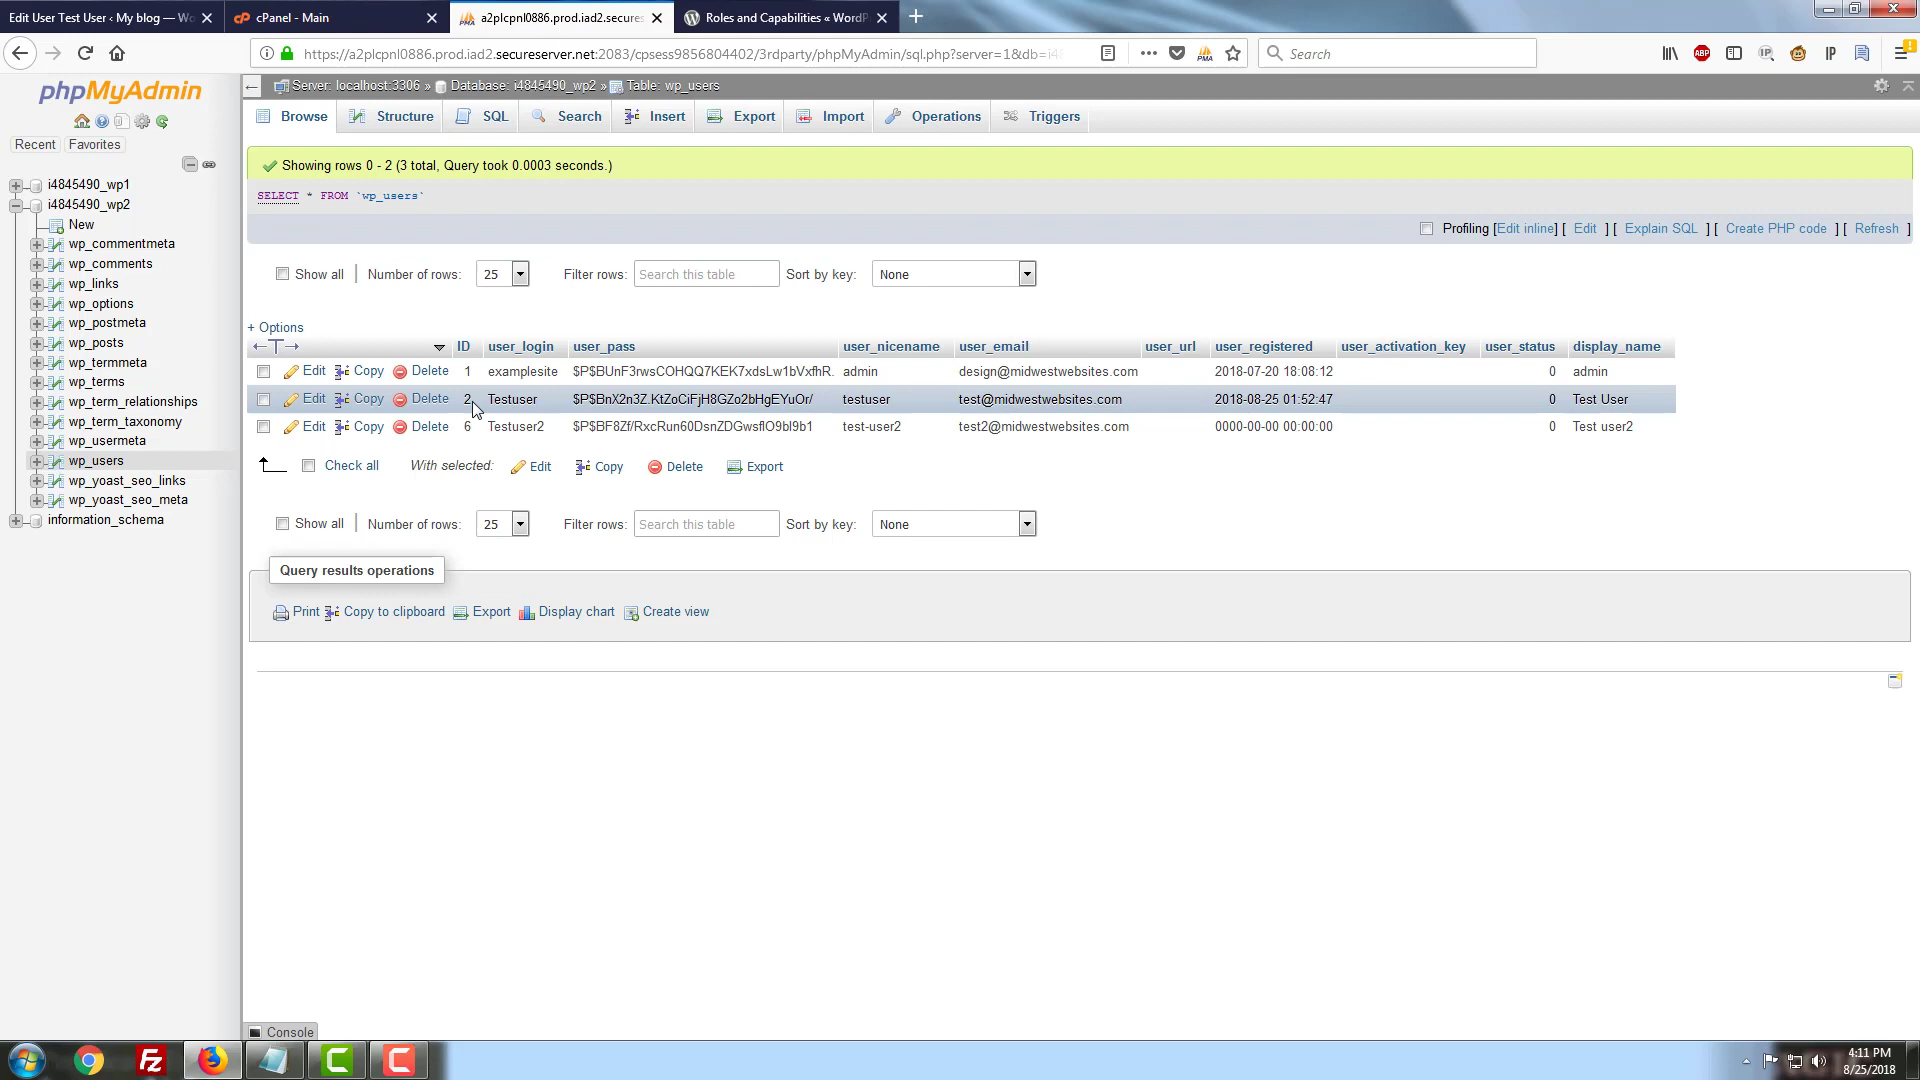 Edit User Test User ‹ My blog — Wo
cPanel - Main
a2plcpnl0886.prod.iad2.secures
Roles and Capabilities « WordP
https://a2plcpnl0886.prod.iad2.secureserver.net:2083/cpsess9856804402/3rdparty/phpMyAdmin/sql.php?server=1&db=i4
PMA
Search
ABP
IP
phpMyAdmin
Recent
Favorites
i4845490_wp1
i4845490_wp2
New
wp_commentmeta
wp_comments
wp_links
wp_options
wp_postmeta
wp_posts
wp_termmeta
wp_terms
wp_term_relationships
wp_term_taxonomy
wp_usermeta
wp_users
wp_yoast_seo_links
wp_yoast_seo_meta
information_schema
Server: localhost:3306 » Database: i4845490_wp2 » Table: wp_users
Browse Structure SQL Search Insert Export Import Operations Triggers
Showing rows 0 - 2 (3 total, Query took 0.0003 seconds.)
SELECT * FROM `wp_users`
Profiling [Edit inline] [ Edit ] [ Explain SQL ] [ Create PHP code ] [ Refresh ]
Show all | Number of rows: 25 Filter rows: Search this table Sort by key: None
+ Options
←T→ ID user_login user_pass user_nicename user_email user_url user_registered user_activation_key user_status display_name
Edit Copy Delete 1 examplesite $P$BUnF3rwsCOHQQ7KEK7xdsLw1bVxfhR. admin design@midwestwebsites.com 2018-07-20 18:08:12 0 admin
Edit Copy Delete 2 Testuser $P$BnX2n3Z.KtZoCiFjH8GZo2bHgEYuOr/ testuser test@midwestwebsites.com 2018-08-25 01:52:47 0 Test User
Edit Copy Delete 6 Testuser2 $P$BF8Zf/RxcRun60DsnZDGwsflO9bl9b1 test-user2 test2@midwestwebsites.com 0000-00-00 00:00:00 0 Test user2
Check all With selected: Edit Copy Delete Export
Show all | Number of rows: 25 Filter rows: Search this table Sort by key: None
Query results operations
Print Copy to clipboard Export Display chart Create view
Console
4:11 PM
8/25/2018